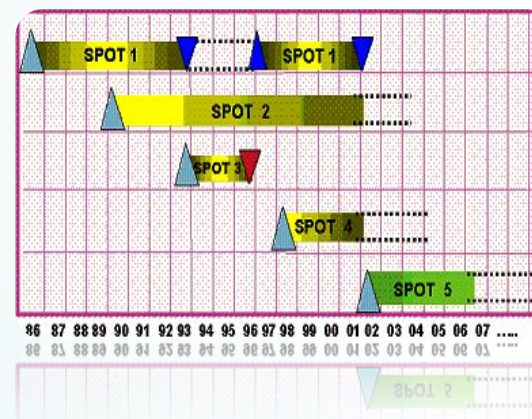 SPOT 1 SPOT 1
SPOT 2
SPOT 3
SPOT 4
SPOT 5
86 87 88 89 90 91 92 93 94 95 96 97 98 99 00 01 02 03 04 05 06 07 .....